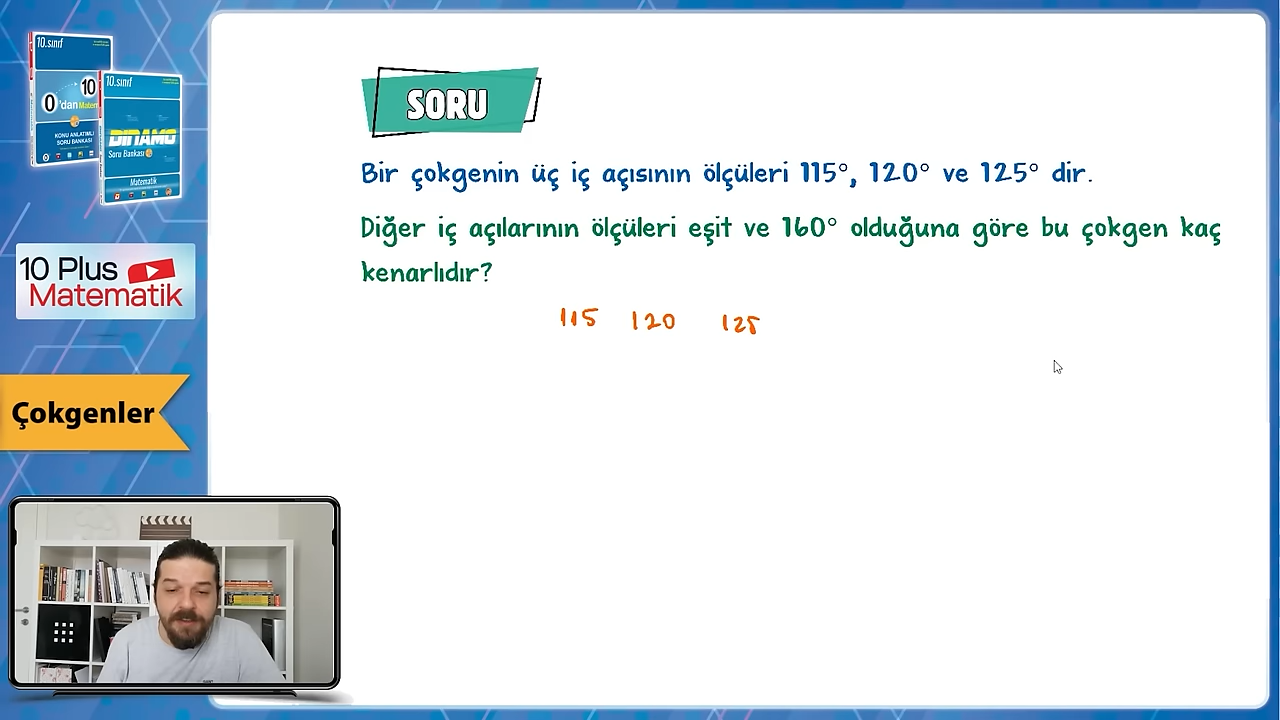 10.sınıf
0'dan 10
KONU ANLATIMLI
SORU BANKASI
10.sınıf
DİNAMO
Soru Bankası
Matematik
10 Plus
Matematik
Çokgenler
SORU
Bir çokgenin üç iç açısının ölçüleri 115°, 120° ve 125° dir.
Diğer iç açılarının ölçüleri eşit ve 160° olduğuna göre bu çokgen kaç
kenarlıdır?
115 120 125